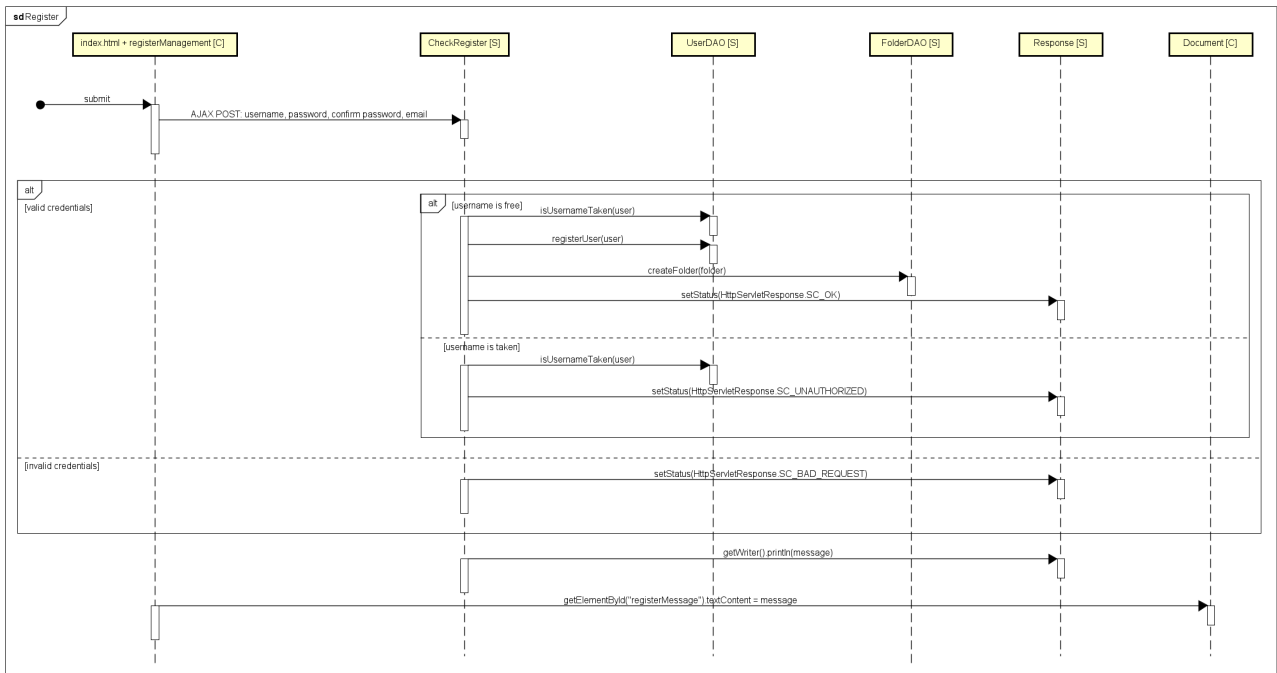 sd Register
index.html + registerManagement [C]
CheckRegister [S]
UserDAO [S]
FolderDAO [S]
Response [S]
Document [C]
submit
AJAX POST: username, password, confirm password, email
alt
[valid credentials]
alt
[username is free]
isUsernameTaken(user)
registerUser(user)
createFolder(folder)
setStatus(HttpServletResponse.SC_OK)
[username is taken]
isUsernameTaken(user)
setStatus(HttpServletResponse.SC_UNAUTHORIZED)
[invalid credentials]
setStatus(HttpServletResponse.SC_BAD_REQUEST)
getWriter().println(message)
getElementById("registerMessage").textContent = message